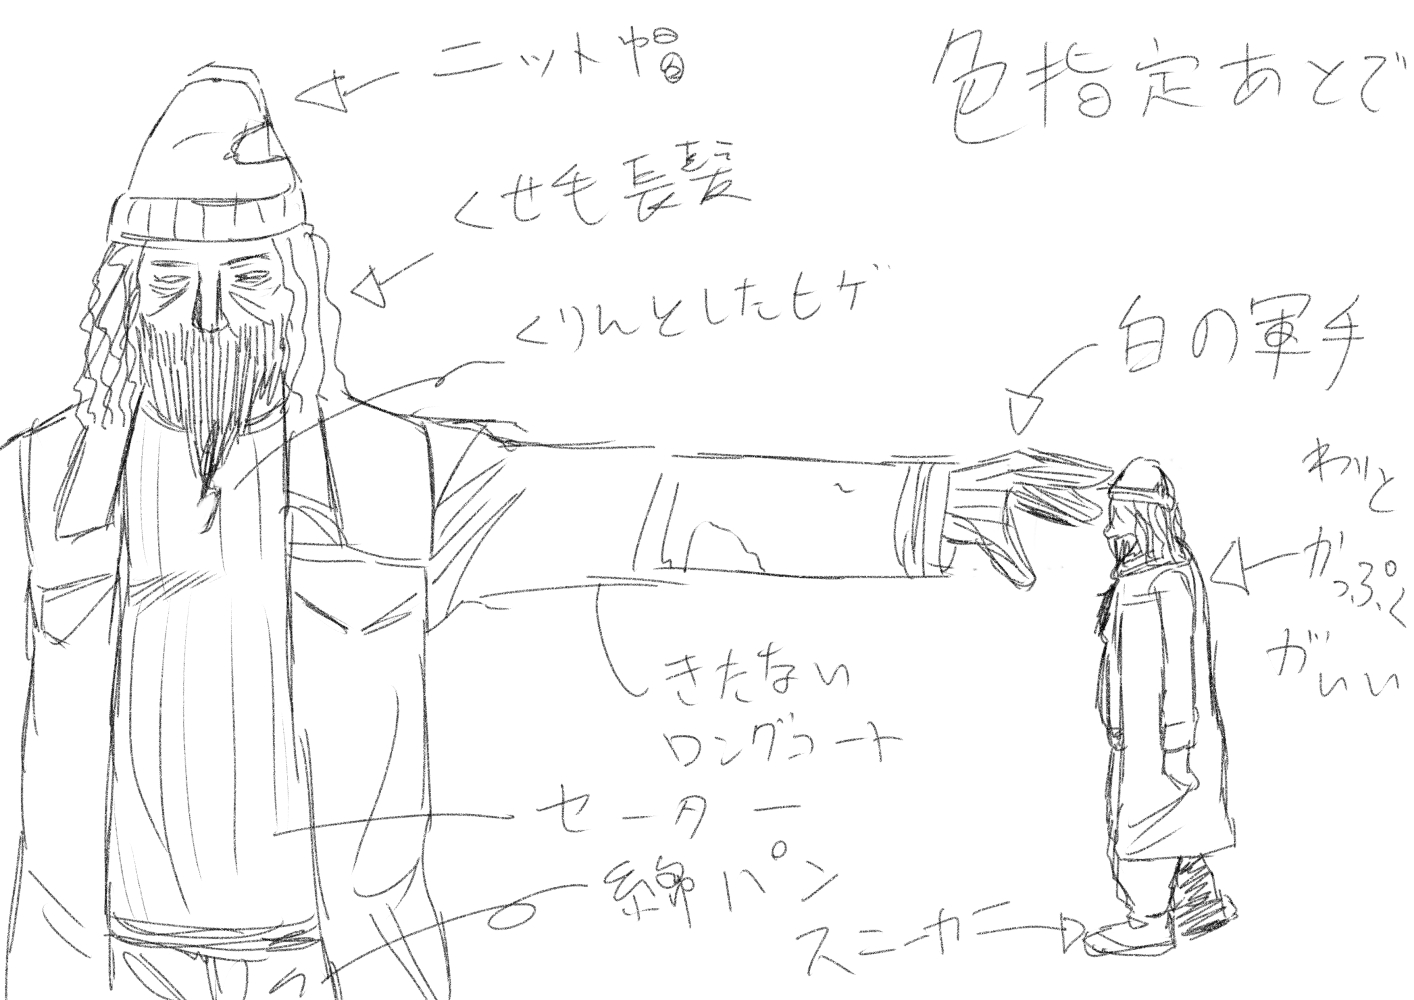 ニット帽
色指定あとで
くせ毛長髪
くりんとしたヒゲ
白の軍手
わりと
かっぷく
がいい
きたない
ロングコート
セーター
綿パン
スニーカー